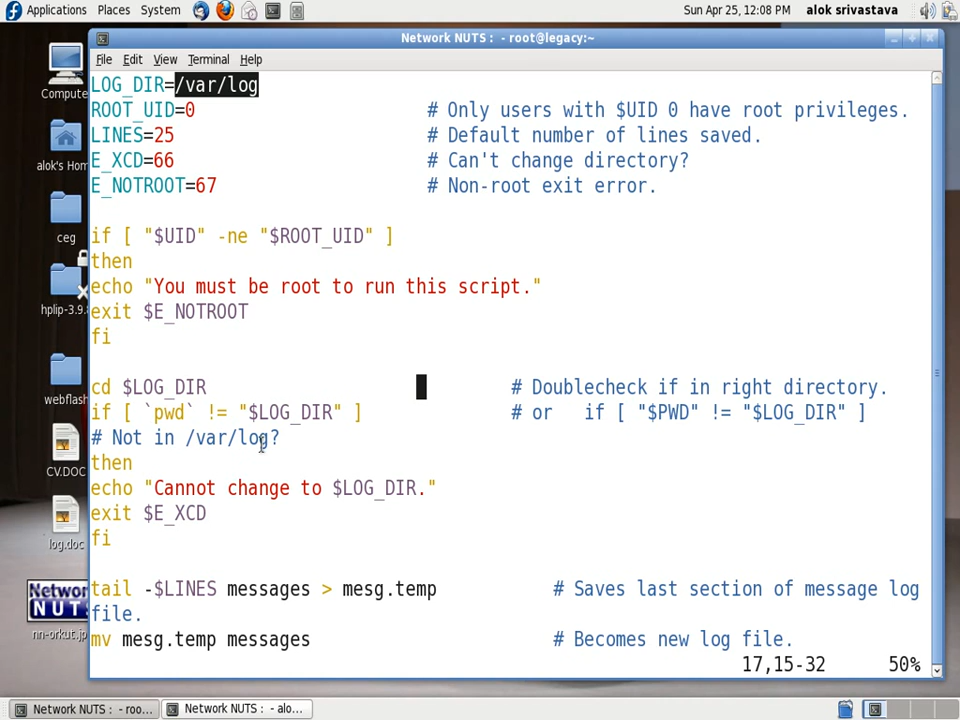 Applications Places System Sun Apr 25, 12:08 PM alok srivastava
Network NUTS : - root@legacy:~
File Edit View Terminal Help
LOG_DIR=/var/log
ROOT_UID=0 # Only users with $UID 0 have root privileges.
LINES=25 # Default number of lines saved.
E_XCD=66 # Can't change directory?
E_NOTROOT=67 # Non-root exit error.
if [ "$UID" -ne "$ROOT_UID" ]
then
echo "You must be root to run this script."
exit $E_NOTROOT
fi
cd $LOG_DIR # Doublecheck if in right directory.
if [ `pwd` != "$LOG_DIR" ] # or if [ "$PWD" != "$LOG_DIR" ]
# Not in /var/log?
then
echo "Cannot change to $LOG_DIR."
exit $E_XCD
fi
tail -$LINES messages > mesg.temp # Saves last section of message log
file.
mv mesg.temp messages # Becomes new log file.
17,15-32 50%
Compute
alok's Hom
ceg
hplip-3.9.
webflash
CV.DOC
log.doc
Network
NUTS
nn-orkut.jp
Network NUTS : - roo...
Network NUTS : - alo...